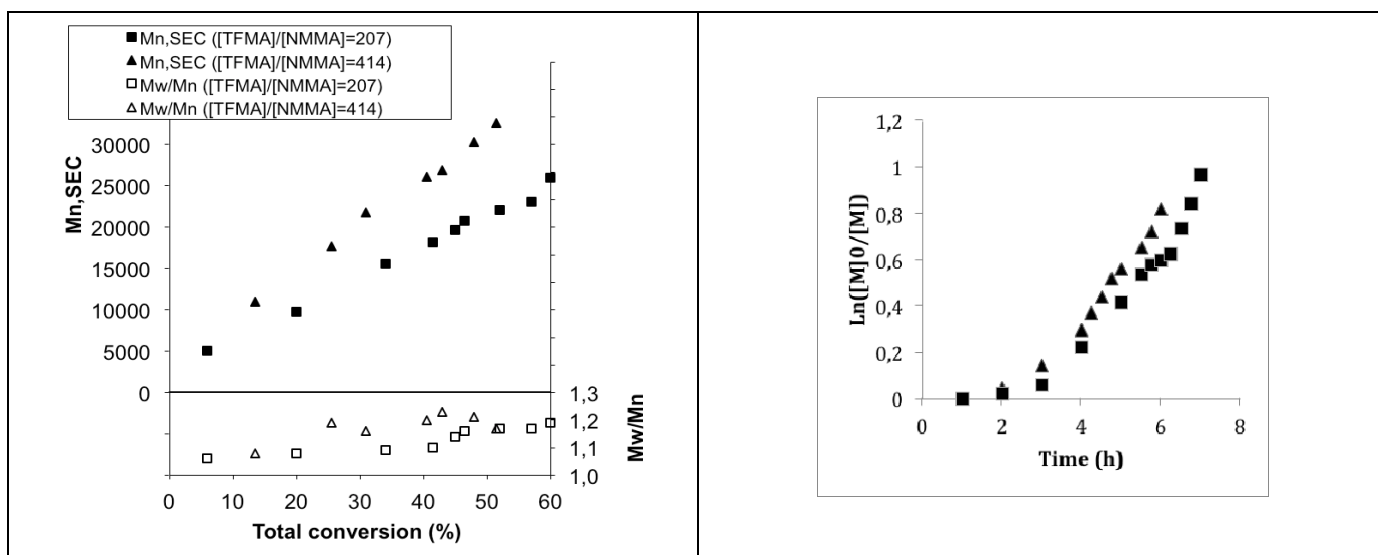 Mn,SEC ([TFMA]/[NMMA]=207)
Mn,SEC ([TFMA]/[NMMA]=414)
Mw/Mn ([TFMA]/[NMMA]=207)
Mw/Mn ([TFMA]/[NMMA]=414)
Mn,SEC
30000
25000
20000
15000
10000
5000
0
1,3
1,2
1,1
1,0
Mw/Mn
0 10 20 30 40 50 60
Total conversion (%)
Ln([M]0/[M])
1,2
1
0,8
0,6
0,4
0,2
0
0 2 4 6 8
Time (h)